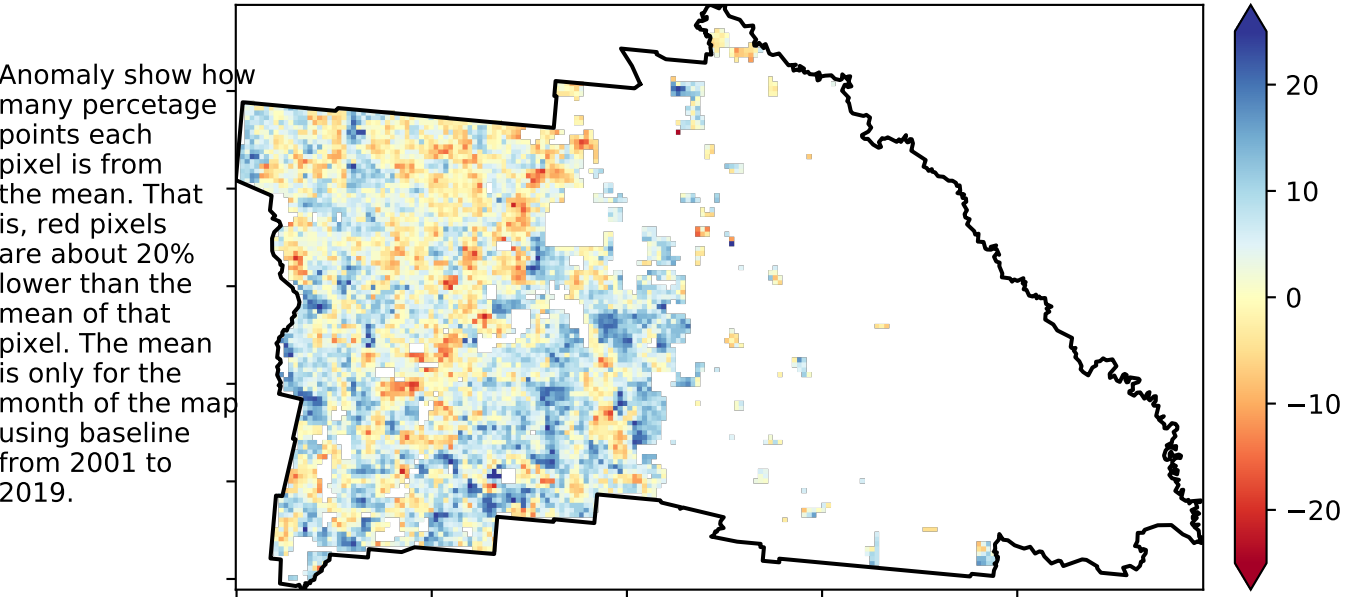 Anomaly show how
many percetage
points each
pixel is from
the mean. That
is, red pixels
are about 20%
lower than the
mean of that
pixel. The mean
is only for the
month of the map
using baseline
from 2001 to
2019.
20
10
0
−10
−20